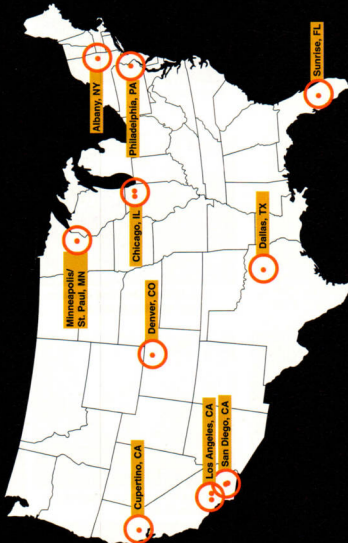 Albany, NY
Philadelphia, PA
Sunrise, FL
Minneapolis/
St. Paul, MN
Chicago, IL
Dallas, TX
Denver, CO
Cupertino, CA
Los Angeles, CA
San Diego, CA